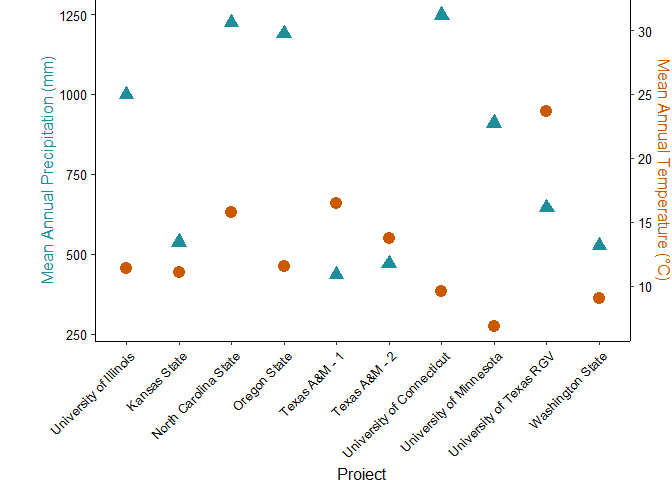 1250
1000
750
500
250
Mean Annual Precipitation (mm)
30
25
20
15
10
Mean Annual Temperature (°C)
University of Illinois
Kansas State
North Carolina State
Oregon State
Texas A&M - 1
Texas A&M - 2
University of Connecticut
University of Minnesota
University of Texas RGV
Washington State
Project